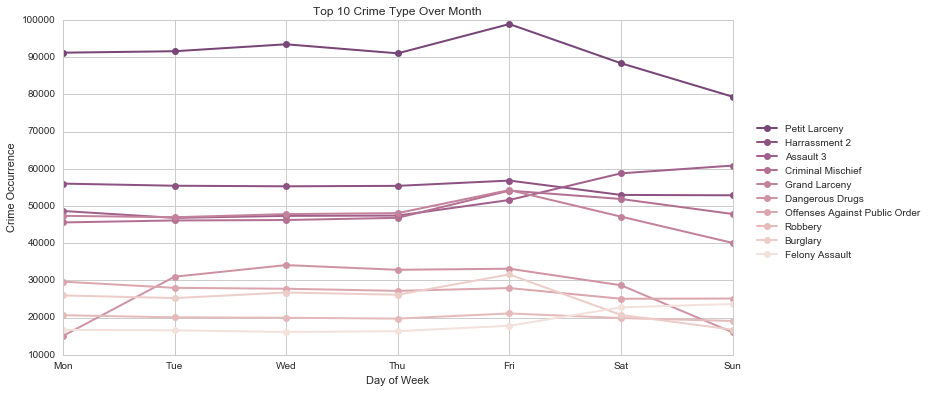 Top 10 Crime Type Over Month
100000
90000
80000
70000
60000
50000
40000
30000
20000
10000
Crime Occurrence
Mon Tue Wed Thu Fri Sat Sun
Day of Week
Petit Larceny
Harrassment 2
Assault 3
Criminal Mischief
Grand Larceny
Dangerous Drugs
Offenses Against Public Order
Robbery
Burglary
Felony Assault